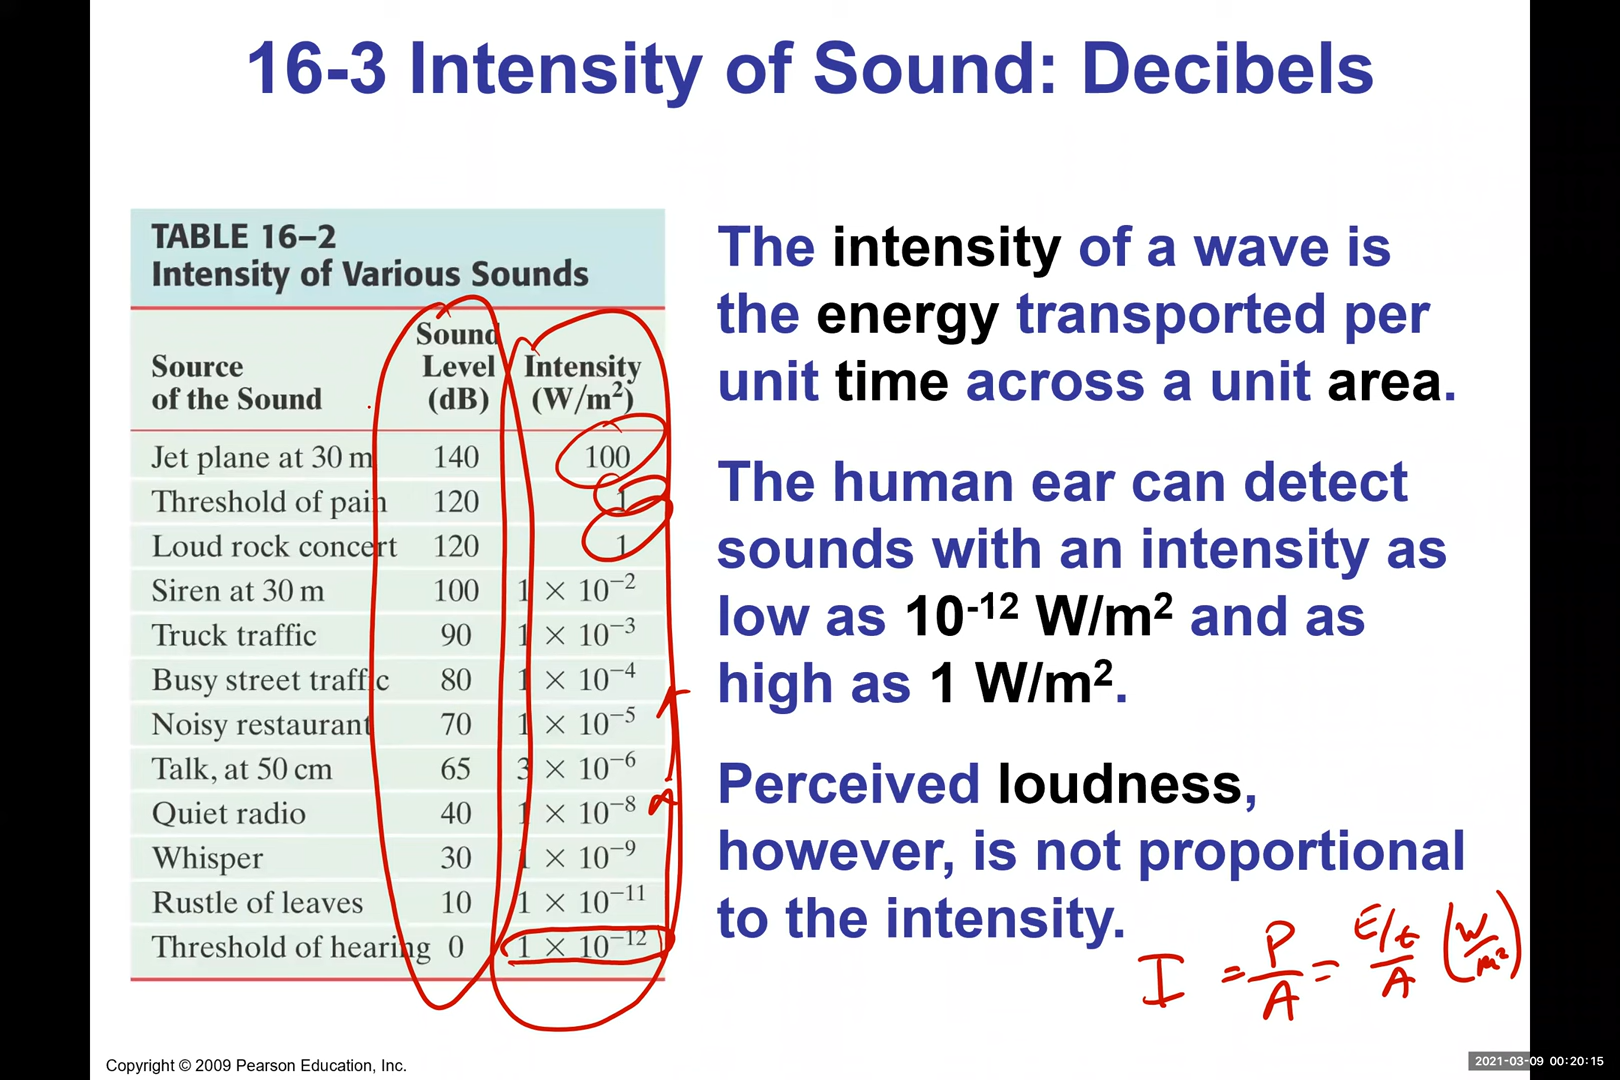 16-3 Intensity of Sound: Decibels
TABLE 16–2
Intensity of Various Sounds
Source of the Sound Sound Level (dB) Intensity (W/m²)
Jet plane at 30 m 140 100
Threshold of pain 120 1
Loud rock concert 120 1
Siren at 30 m 100 1 × 10⁻²
Truck traffic 90 1 × 10⁻³
Busy street traffic 80 1 × 10⁻⁴
Noisy restaurant 70 1 × 10⁻⁵
Talk, at 50 cm 65 3 × 10⁻⁶
Quiet radio 40 1 × 10⁻⁸
Whisper 30 1 × 10⁻⁹
Rustle of leaves 10 1 × 10⁻¹¹
Threshold of hearing 0 1 × 10⁻¹²
The intensity of a wave is
the energy transported per
unit time across a unit area.
The human ear can detect
sounds with an intensity as
low as 10⁻¹² W/m² and as
high as 1 W/m².
Perceived loudness,
however, is not proportional
to the intensity.
I = P/A = E/t/A (W/m²)
Copyright © 2009 Pearson Education, Inc.
2021-03-09 00:20:15